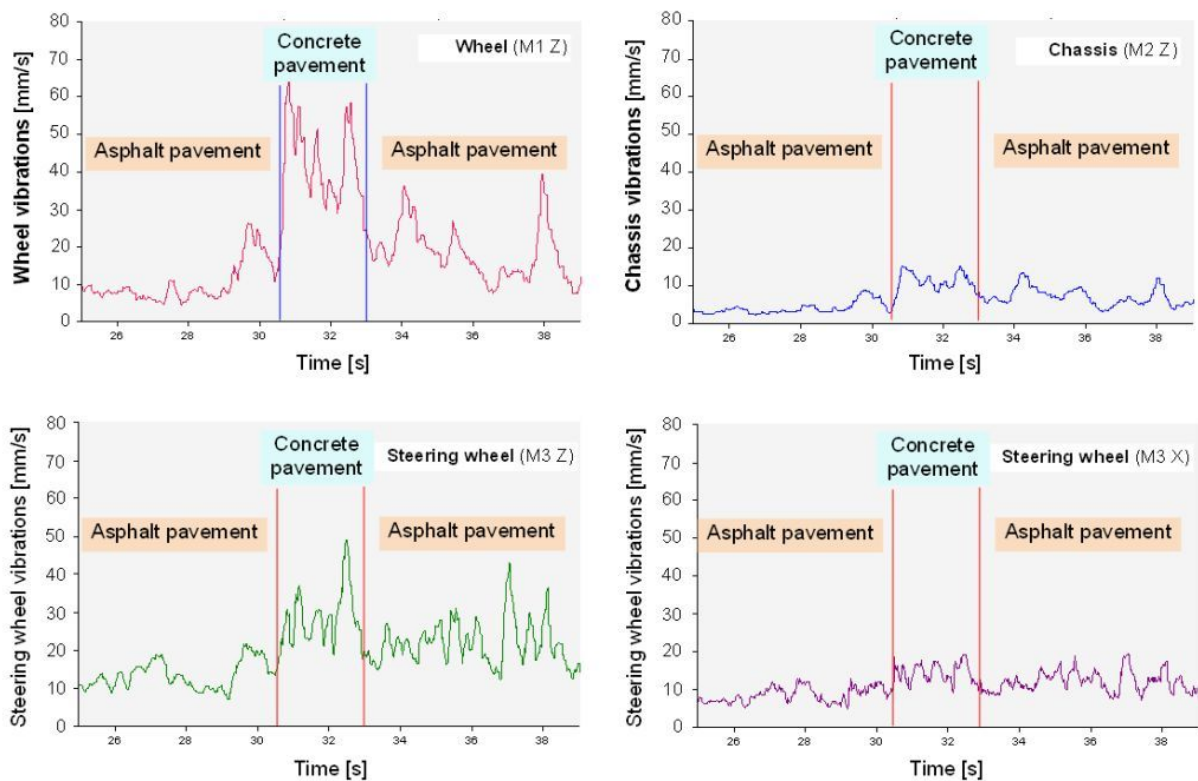 80
70
60
50
40
30
20
10
0
Wheel vibrations [mm/s]
Concrete
pavement
Wheel (M1 Z)
Asphalt pavement
Asphalt pavement
26 28 30 32 34 36 38
Time [s]
80
70
60
50
40
30
20
10
0
Chassis vibrations [mm/s]
Concrete
pavement
Chassis (M2 Z)
Asphalt pavement
Asphalt pavement
26 28 30 32 34 36 38
Time [s]
80
70
60
50
40
30
20
10
0
Steering wheel vibrations [mm/s]
Concrete
pavement
Steering wheel (M3 Z)
Asphalt pavement
Asphalt pavement
26 28 30 32 34 36 38
Time [s]
80
70
60
50
40
30
20
10
0
Steering wheel vibrations [mm/s]
Concrete
pavement
Steering wheel (M3 X)
Asphalt pavement
Asphalt pavement
26 28 30 32 34 36 38
Time [s]